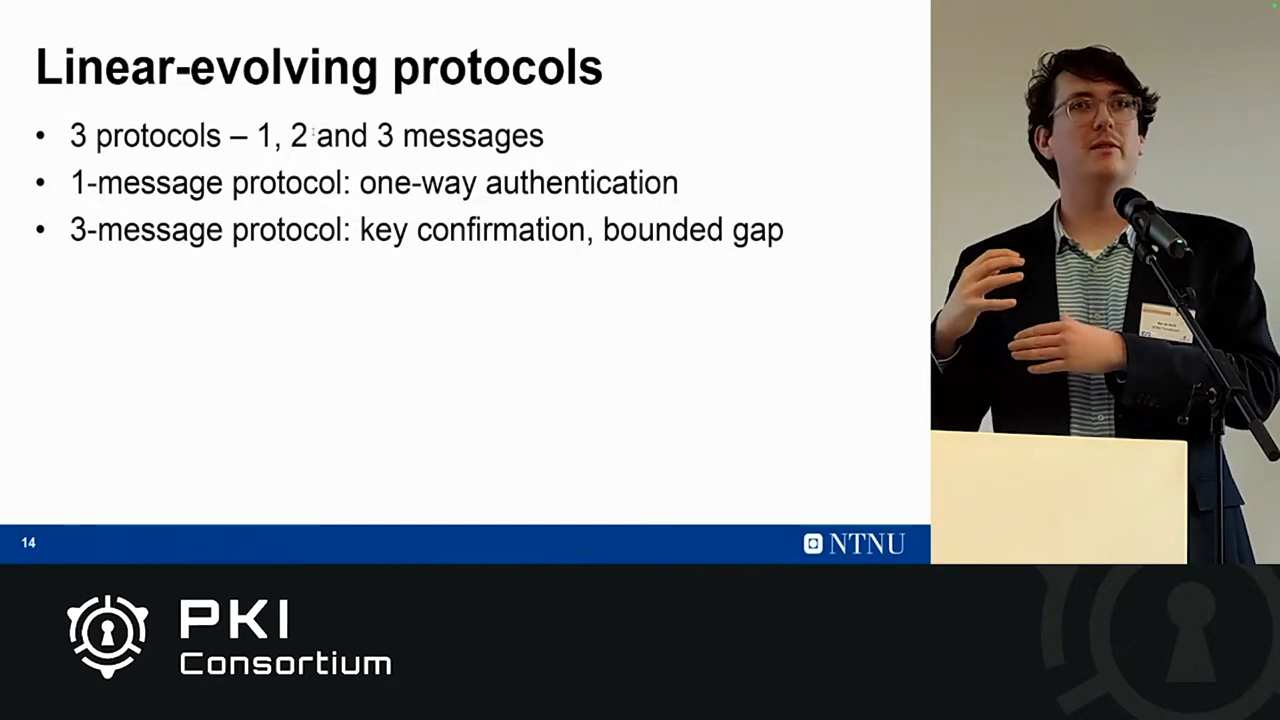 Linear-evolving protocols
• 3 protocols – 1, 2 and 3 messages
• 1-message protocol: one-way authentication
• 3-message protocol: key confirmation, bounded gap
14
NTNU
PKI
Consortium